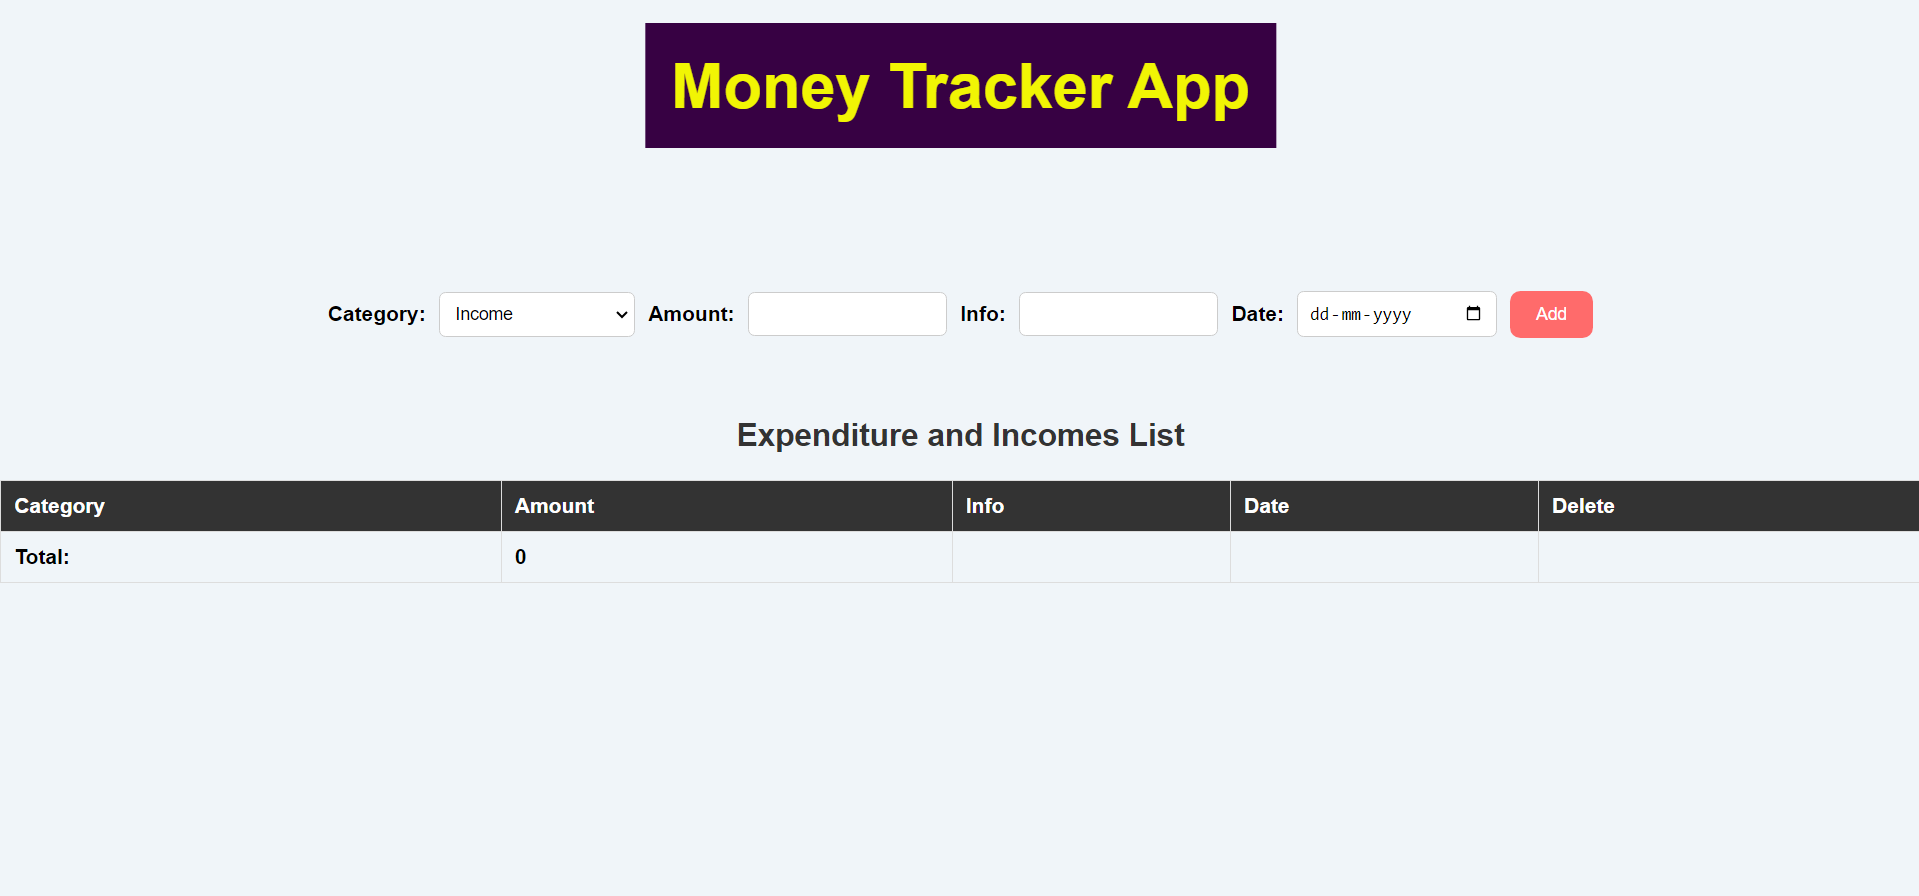 Money Tracker App
Category: Income Amount: Info: Date: dd-mm-yyyy Add
Expenditure and Incomes List
Category Amount Info Date Delete
Total: 0